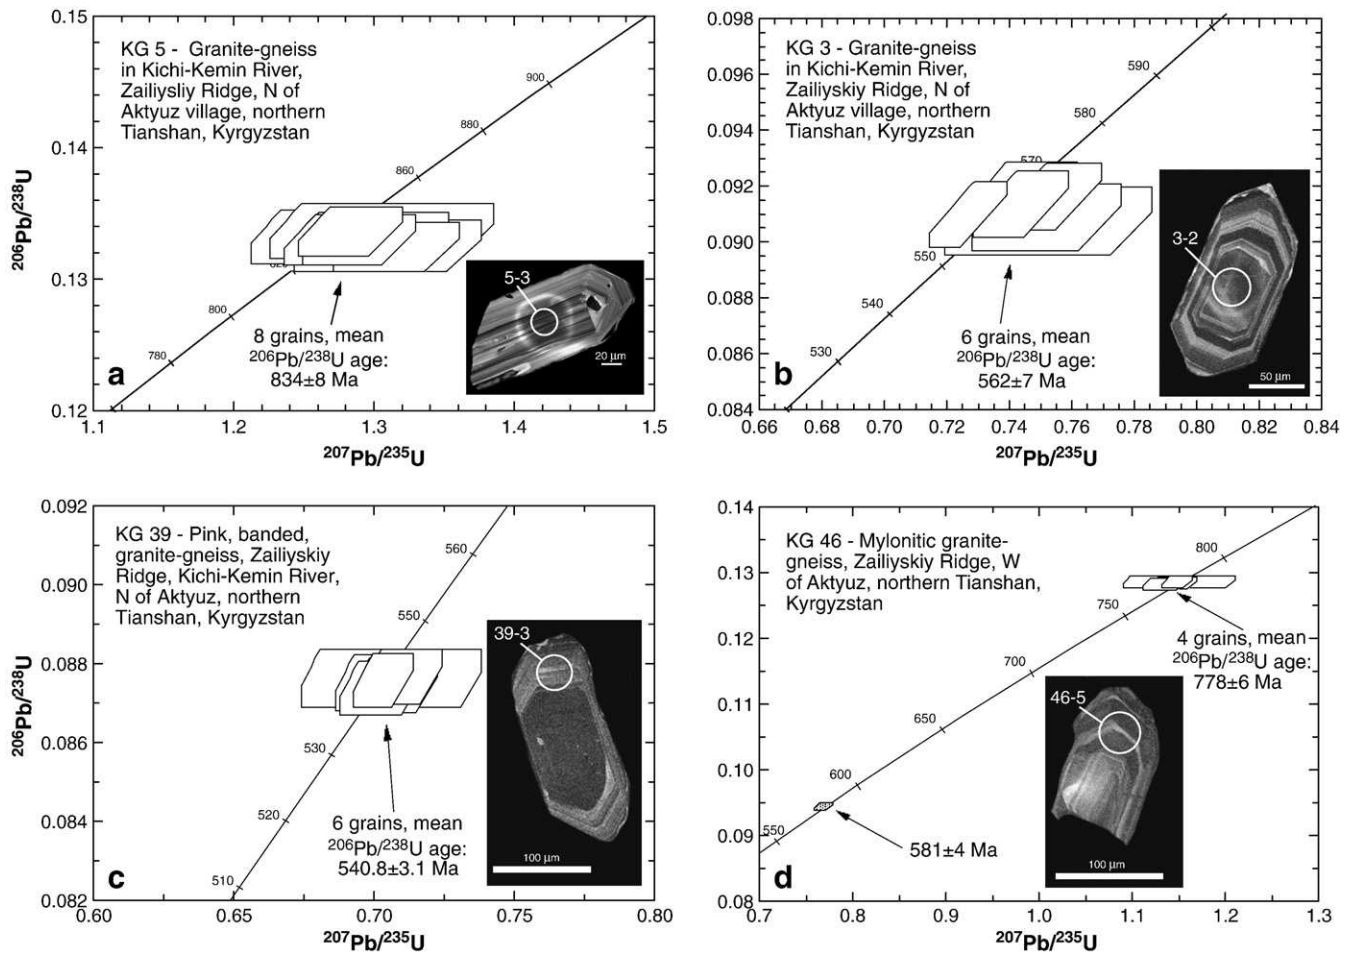 0.15
0.14
0.13
0.12
206Pb/238U
KG 5 - Granite-gneiss
in Kichi-Kemin River,
Zailiysliy Ridge, N of
Aktyuz village, northern
Tianshan, Kyrgyzstan
900
880
860
800
780
8 grains, mean
206Pb/238U age:
834±8 Ma
5-3
20 µm
a
1.1 1.2 1.3 1.4 1.5
207Pb/235U
0.098
0.096
0.094
0.092
0.090
0.088
0.086
0.084
KG 3 - Granite-gneiss
in Kichi-Kemin River,
Zailiyskiy Ridge, N of
Aktyuz village, northern
Tianshan, Kyrgyzstan
590
580
570
550
540
530
6 grains, mean
206Pb/238U age:
562±7 Ma
3-2
50 µm
b
0.66 0.68 0.70 0.72 0.74 0.76 0.78 0.80 0.82 0.84
207Pb/235U
0.092
0.090
0.088
0.086
0.084
0.082
206Pb/238U
KG 39 - Pink, banded,
granite-gneiss, Zailiyskiy
Ridge, Kichi-Kemin River,
N of Aktyuz, northern
Tianshan, Kyrgyzstan
560
550
530
520
510
6 grains, mean
206Pb/238U age:
540.8±3.1 Ma
39-3
100 µm
c
0.60 0.65 0.70 0.75 0.80
207Pb/235U
0.14
0.13
0.12
0.11
0.10
0.09
0.08
KG 46 - Mylonitic granite-
gneiss, Zailiyskiy Ridge, W
of Aktyuz, northern Tianshan,
Kyrgyzstan
800
750
700
650
600
550
4 grains, mean
206Pb/238U age:
778±6 Ma
581±4 Ma
46-5
100 µm
d
0.7 0.8 0.9 1.0 1.1 1.2 1.3
207Pb/235U